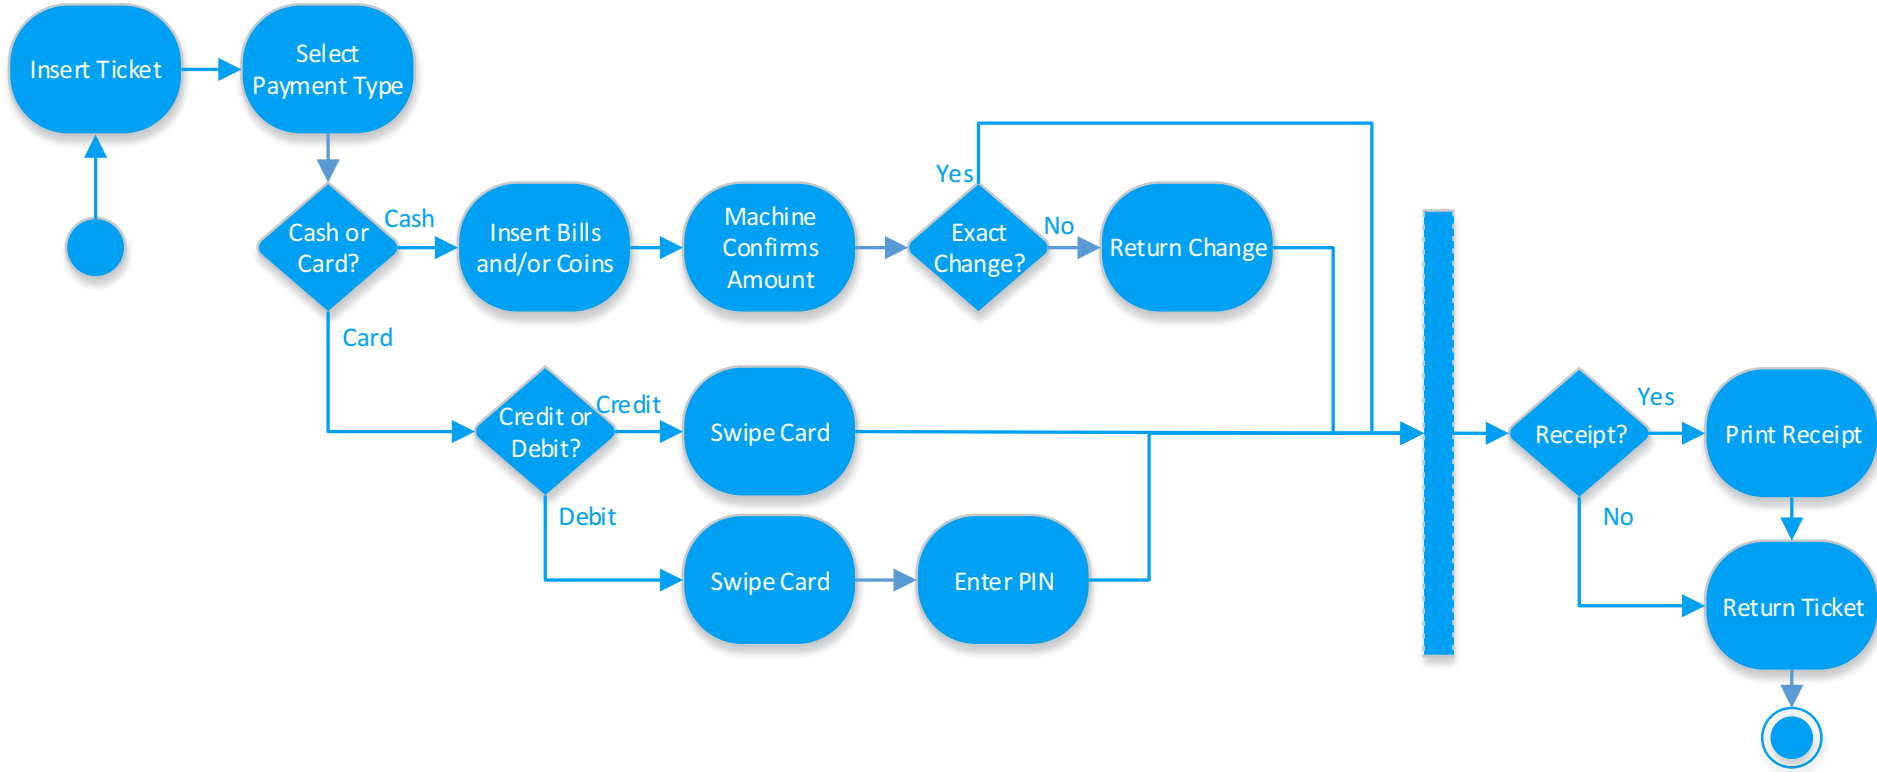 Insert Ticket
Select
Payment Type
Cash or
Card?
Cash
Card
Insert Bills
and/or Coins
Machine
Confirms
Amount
Exact
Change?
Yes
No
Return Change
Credit or
Debit?
Credit
Debit
Swipe Card
Swipe Card
Enter PIN
Receipt?
Yes
No
Print Receipt
Return Ticket